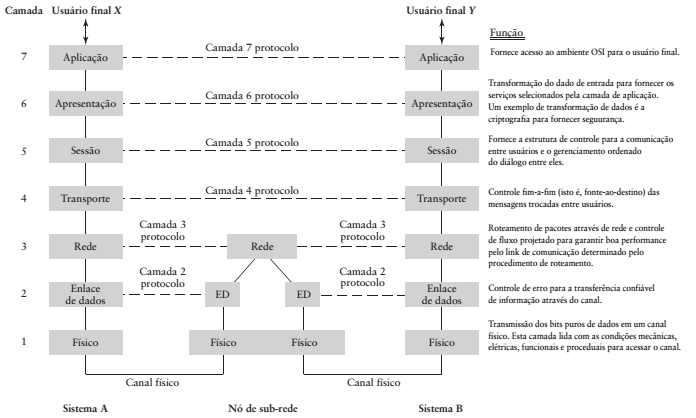 Camada Usuário final X Usuário final Y
Função
7 Aplicação Camada 7 protocolo Aplicação
Fornece acesso ao ambiente OSI para o usuário final.
6 Apresentação Camada 6 protocolo Apresentação
Transformação do dado de entrada para fornecer os
serviços selecionados pela camada de aplicação.
Um exemplo de transformação de dados é a
criptografia para fornecer seguurança.
5 Sessão Camada 5 protocolo Sessão
Fornece a estrutura de controle para a comunicação
entre usuários e o gerenciamento ordenado
do diálogo entre eles.
4 Transporte Camada 4 protocolo Transporte
Controle fim-a-fim (isto é, fonte-ao-destino) das
mensagens trocadas entre usuários.
Camada 3
protocolo
Camada 3
protocolo
3 Rede Rede Rede
Roteamento de pacotes através de rede e controle
de fluxo projetado para garantir boa performance
pelo link de comunicação determinado pelo
procedimento de roteamento.
Camada 2
protocolo
Camada 2
protocolo
2 Enlace
de dados
ED ED
Enlace
de dados
Controle de erro para a transferência confiável
de informação através do canal.
1 Físico Físico Físico Físico
Transmissão dos bits puros de dados em um canal
físico. Esta camada lida com as condições mecânicas,
elétricas, funcionais e proceduais para acessar o canal.
Canal físico Canal físico
Sistema A Nó de sub-rede Sistema B